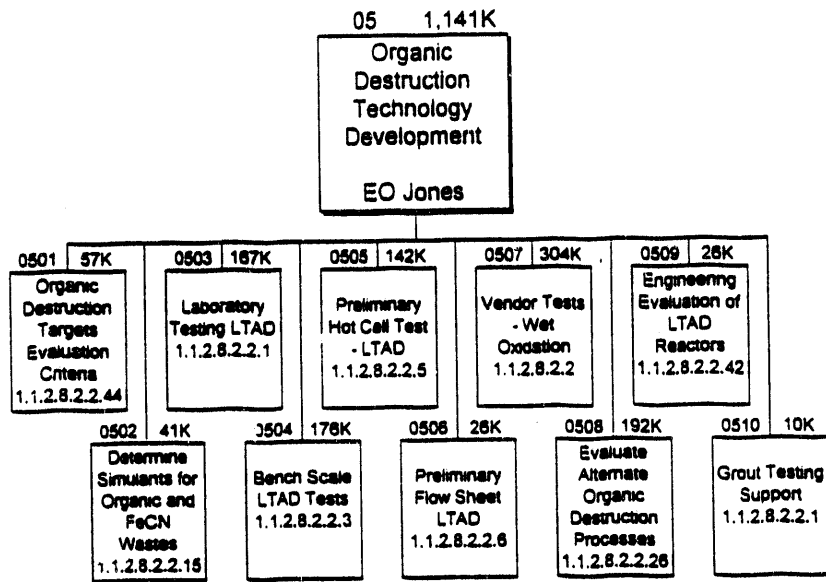 05 1,141K
Organic
Destruction
Technology
Development
EO Jones
0501 57K
Organic
Destruction
Targets
Evaluation
Criteria
1.1.2.8.2.2.44
0503 167K
Laboratory
Testing LTAD
1.1.2.8.2.2.1
0505 142K
Preliminary
Hot Cell Test
- LTAD
1.1.2.8.2.2.5
0507 304K
Vendor Tests
- Wet
Oxidation
1.1.2.8.2.2
0509 26K
Engineering
Evaluation of
LTAD
Reactors
1.1.2.8.2.2.42
0502 41K
Determine
Simulants for
Organic and
FeCN
Wastes
1.1.2.8.2.2.15
0504 176K
Bench Scale
LTAD Tests
1.1.2.8.2.2.3
0506 26K
Preliminary
Flow Sheet
LTAD
1.1.2.8.2.2.6
0508 192K
Evaluate
Alternate
Organic
Destruction
Processes
1.1.2.8.2.2.26
0510 10K
Grout Testing
Support
1.1.2.8.2.2.1